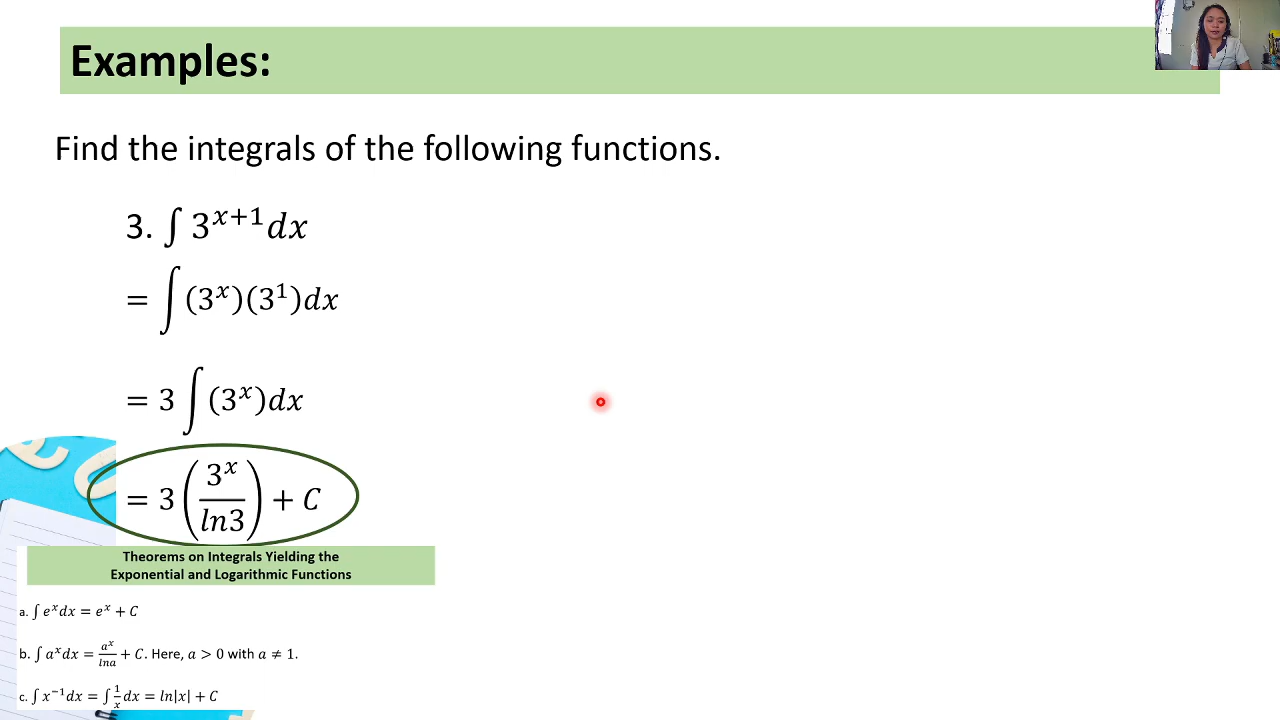 Examples:
Find the integrals of the following functions.
3. ∫ 3^{x+1} dx
= ∫ (3^x)(3^1) dx
= 3 ∫ (3^x) dx
= 3 (3^x / ln3) + C
Theorems on Integrals Yielding the
Exponential and Logarithmic Functions
a. ∫ e^x dx = e^x + C
b. ∫ a^x dx = a^x / lna + C. Here, a > 0 with a ≠ 1.
c. ∫ x^{−1} dx = ∫ 1/x dx = ln|x| + C